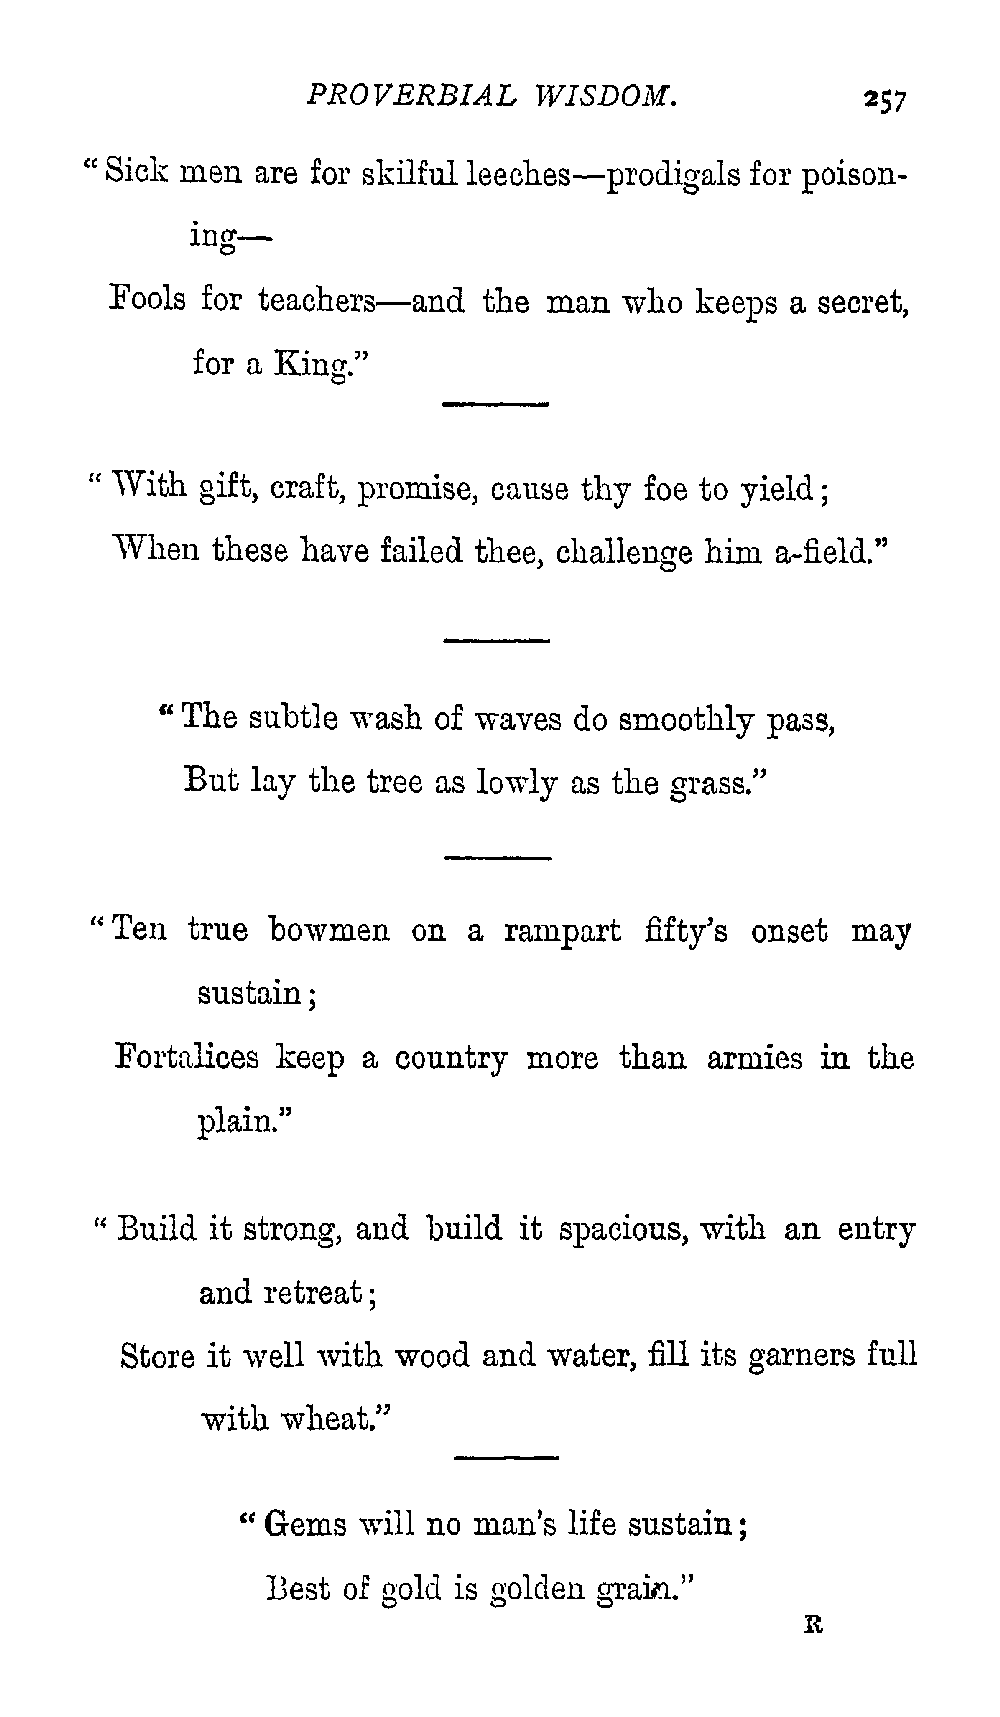 PROVERBIAL WISDOM. 257
“Sick men are for skilful leeches—prodigals for poison-
ing—
Fools for teachers—and the man who keeps a secret,
for a King.”
“With gift, craft, promise, cause thy foe to yield;
When these have failed thee, challenge him a-field.”
“The subtle wash of waves do smoothly pass,
But lay the tree as lowly as the grass.”
“Ten true bowmen on a rampart fifty’s onset may
sustain;
Fortalices keep a country more than armies in the
plain.”
“Build it strong, and build it spacious, with an entry
and retreat;
Store it well with wood and water, fill its garners full
with wheat.”
“Gems will no man’s life sustain;
Best of gold is golden grain.”
R